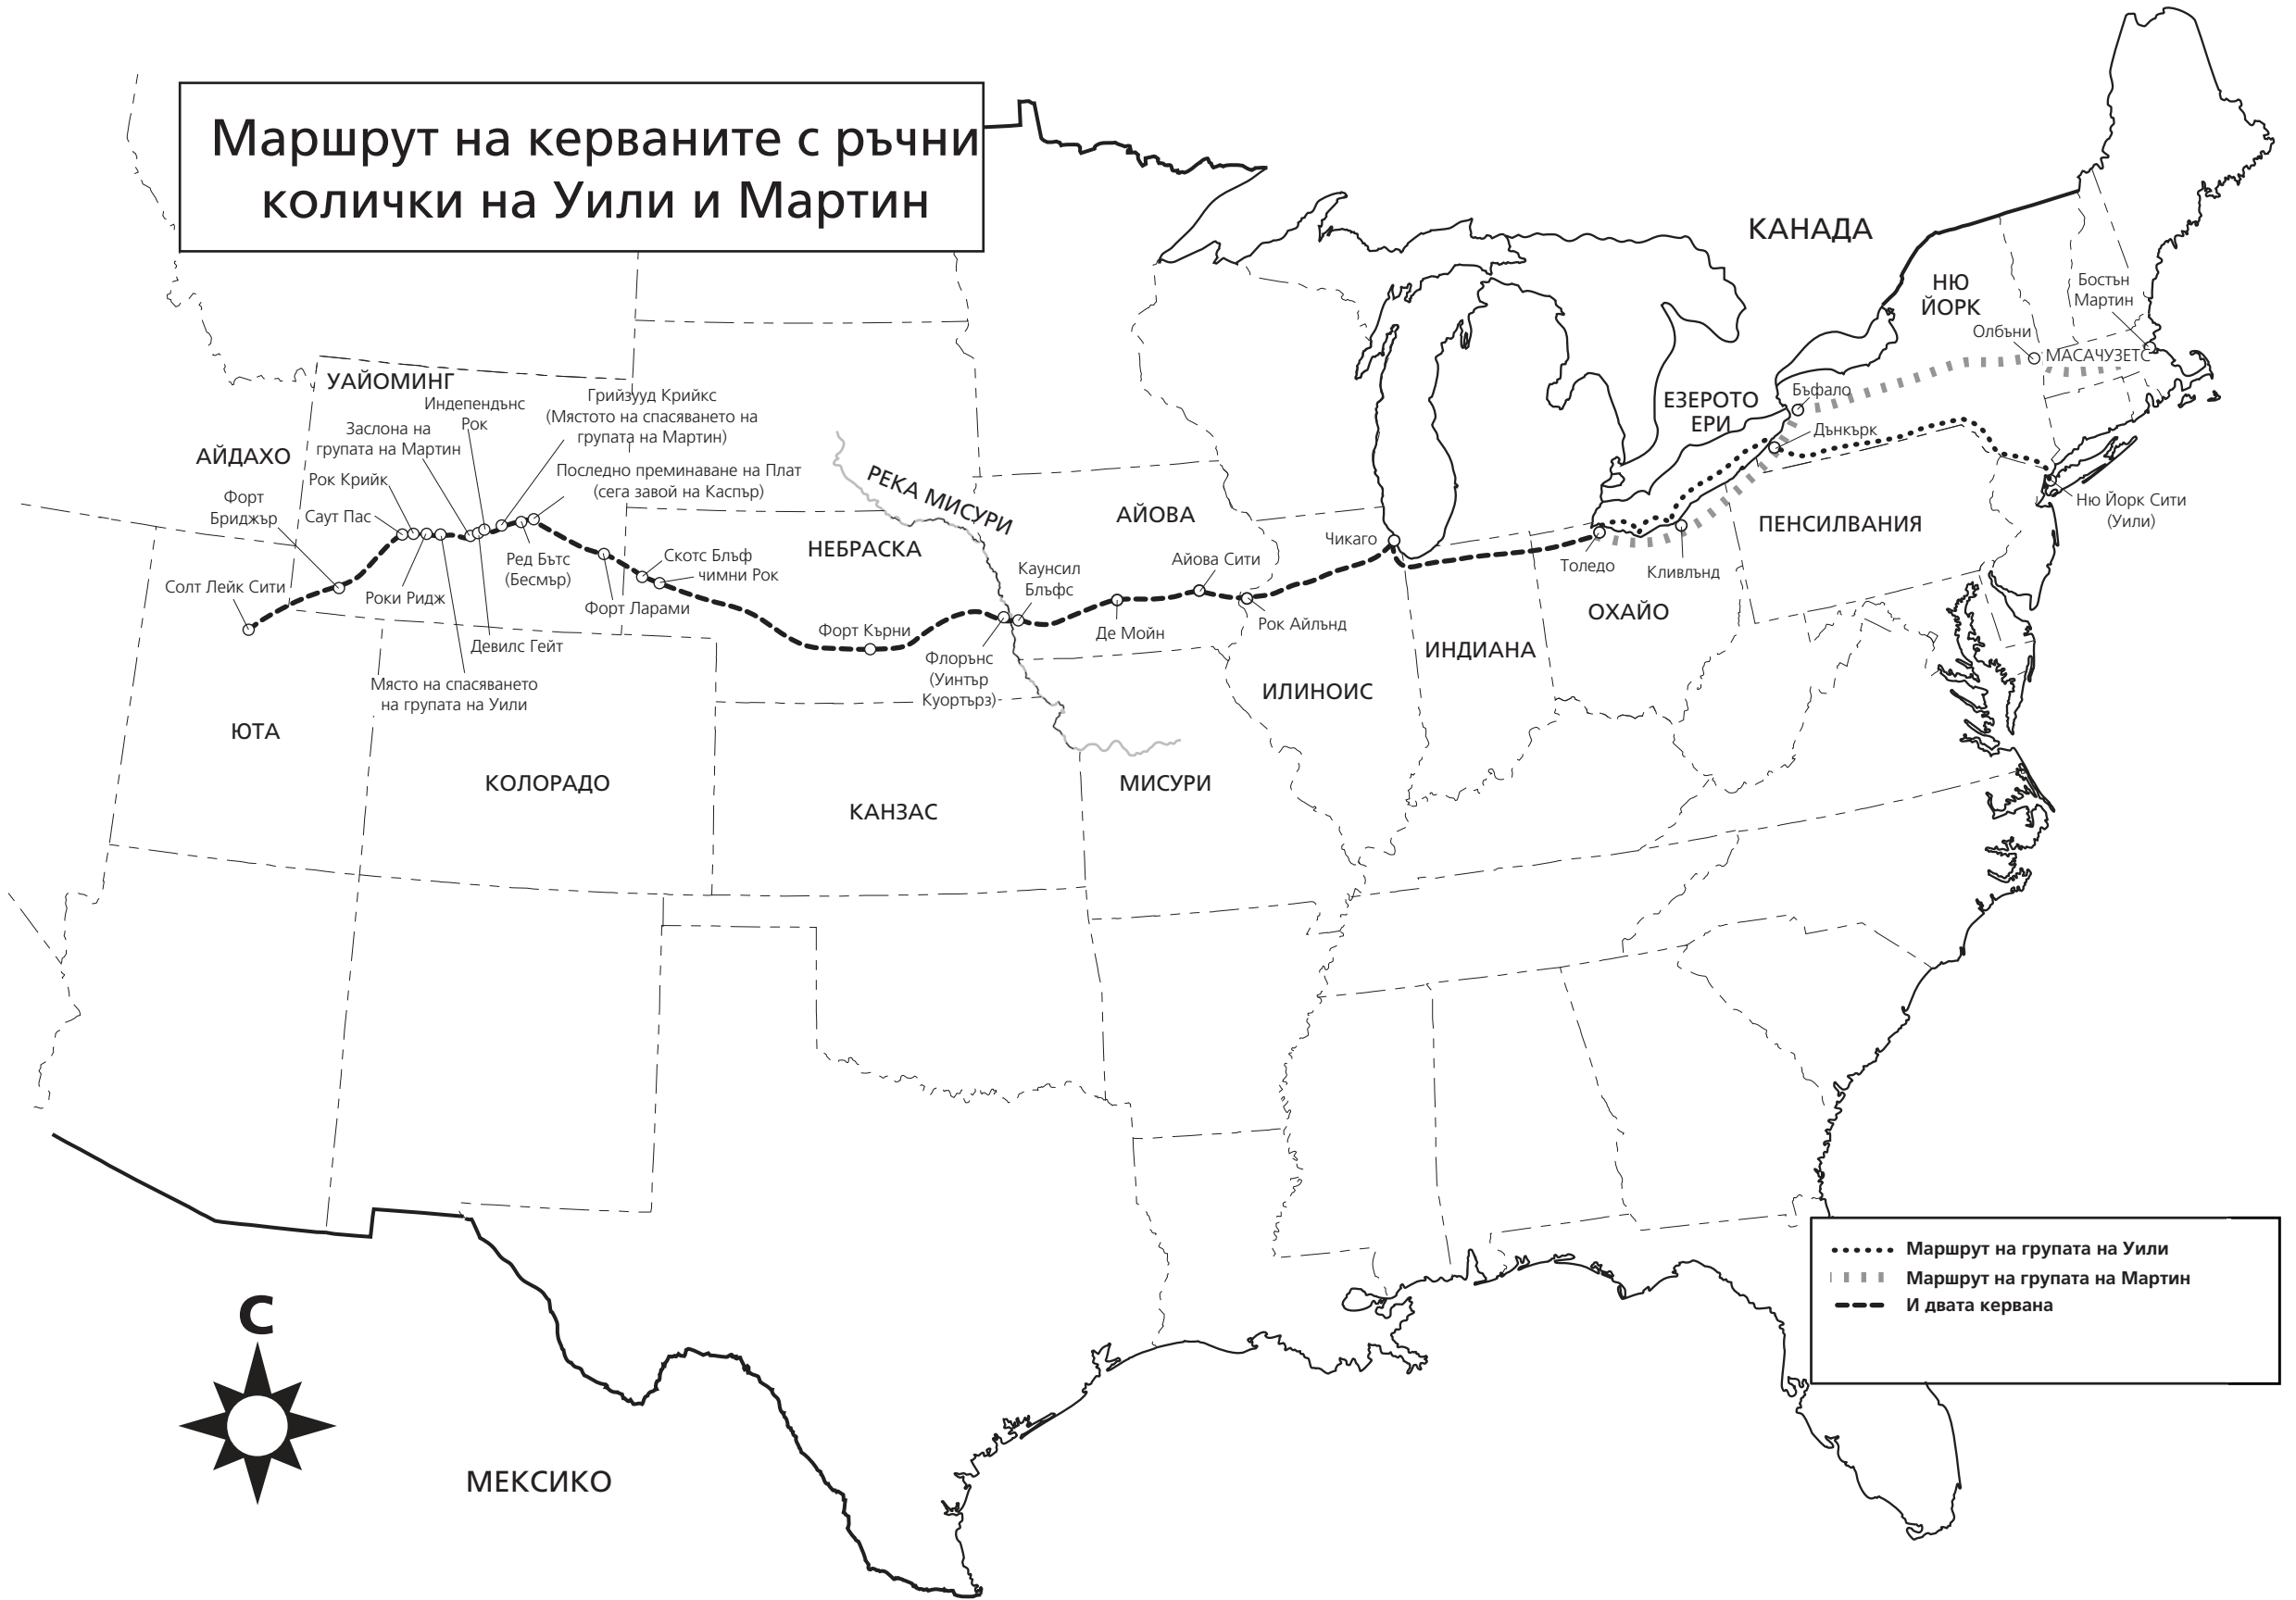 Маршрут на керваните с ръчни
колички на Уили и Мартин
КАНАДА
НЮ
ЙОРК
Бостън
Мартин
Олбъни
МАСАЧУЗЕТС
УАЙОМИНГ
Индепендънс
Рок
Грийзууд Крийкс
(Мястото на спасяването на
групата на Мартин)
Бъфало
ЕЗЕРОТО
ЕРИ
Дънкърк
Заслона на
групата на Мартин
АЙДАХО
Рок Крийк
Последно преминаване на Плат
(сега завой на Каспър)
РЕКА МИСУРИ
Форт
Бриджър
Саут Пас
АЙОВА
Ню Йорк Сити
(Уили)
ПЕНСИЛВАНИЯ
Чикаго
НЕБРАСКА
Ред Бътс
(Бесмър)
Скотс Блъф
чимни Рок
Айова Сити
Каунсил
Блъфс
Толедо
Кливлънд
Солт Лейк Сити
Роки Ридж
Форт Ларами
ОХАЙО
Форт Кърни
Де Мойн
Рок Айлънд
Девилс Гейт
Флорънс
(Уинтър
Куортърз)
ИНДИАНА
Място на спасяването
на групата на Уили
ИЛИНОИС
ЮТА
КОЛОРАДО
КАНЗАС
МИСУРИ
Маршрут на групата на Уили
Маршрут на групата на Мартин
И двата кервана
С
МЕКСИКО